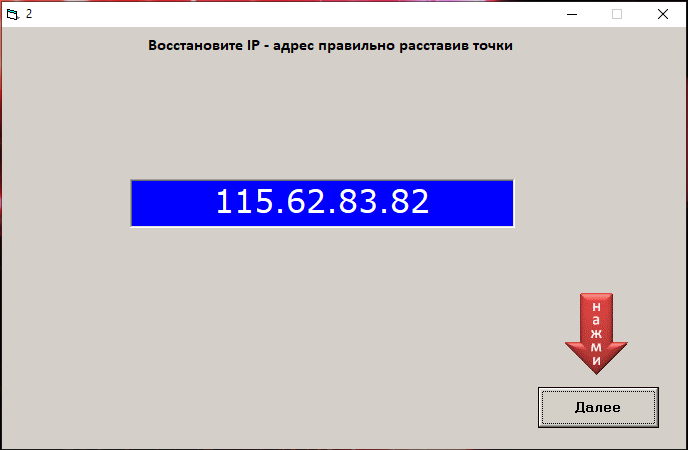 2
Восстановите IP - адрес правильно расставив точки
115.62.83.82
нажми
Далее